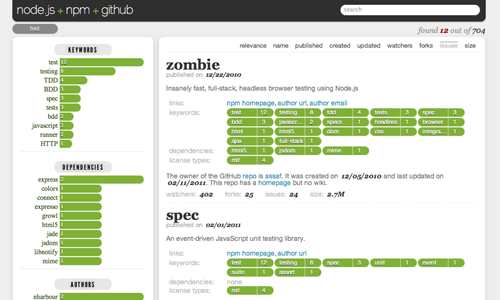 node.js + npm + github
search
test
found 12 out of 704
relevance name published created updated watchers forks issues size
KEYWORDS
test 12
testing 8
TDD 4
BDD 3
spec 3
tests 3
bdd 2
javascript 2
runner 2
HTTP 2
DEPENDENCIES
express 2
colors 1
connect 1
expresso 1
growl 1
html5 1
jade 1
jsdom 1
libnotify 1
mime 1
AUTHORS
nharbour 2
zombie
published on 12/22/2010
Insanely fast, full-stack, headless browser testing using Node.js
links: npm homepage, author url, author email
keywords: test 12 testing 8 tdd 4 tests 3 spec 3
bdd 3 javasc... 2 specs 1 headless 1 browser 1
html 1 html5 1 dom 1 css 1 integra... 1
ajax 1 full-stack 1
dependencies: html5 1 jsdom 1 mime 1
license types: mit 4
The owner of the GitHub repo is assaf. It was created on 12/05/2010 and last updated on
02/11/2011. This repo has a homepage but no wiki.
watchers: 402 forks: 25 issues: 24 size: 2.7M
spec
published on 02/01/2011
An event-driven JavaScript unit testing library.
links: npm homepage, author url
keywords: test 12 testing 8 spec 3 unit 1 event 1
suite 1 assert 1
dependencies: none
license types: mit 4